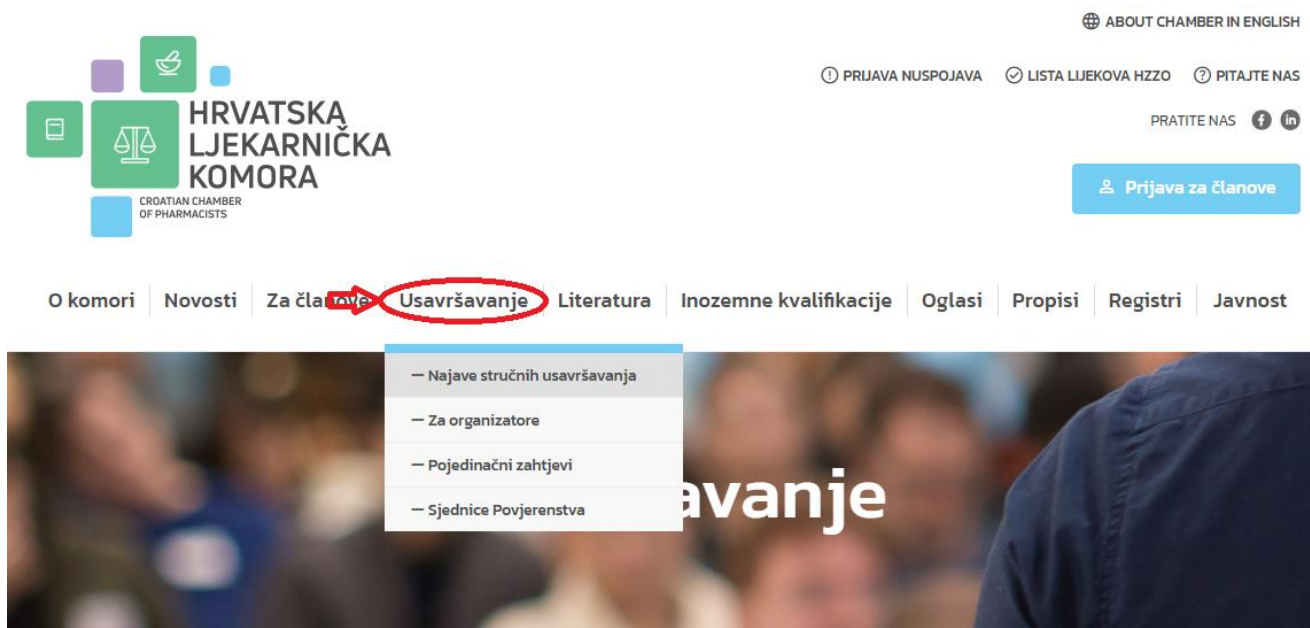 ABOUT CHAMBER IN ENGLISH
PRIJAVA NUSPOJAVA LISTA LIJEKOVA HZZO PITAJTE NAS
PRATITE NAS
HRVATSKA
LJEKARNIČKA
KOMORA
CROATIAN CHAMBER
OF PHARMACISTS
Prijava za članove
O komori Novosti Za članove Usavršavanje Literatura Inozemne kvalifikacije Oglasi Propisi Registri Javnost
— Najave stručnih usavršavanja
— Za organizatore
— Pojedinačni zahtjevi
— Sjednice Povjerenstva
avanje